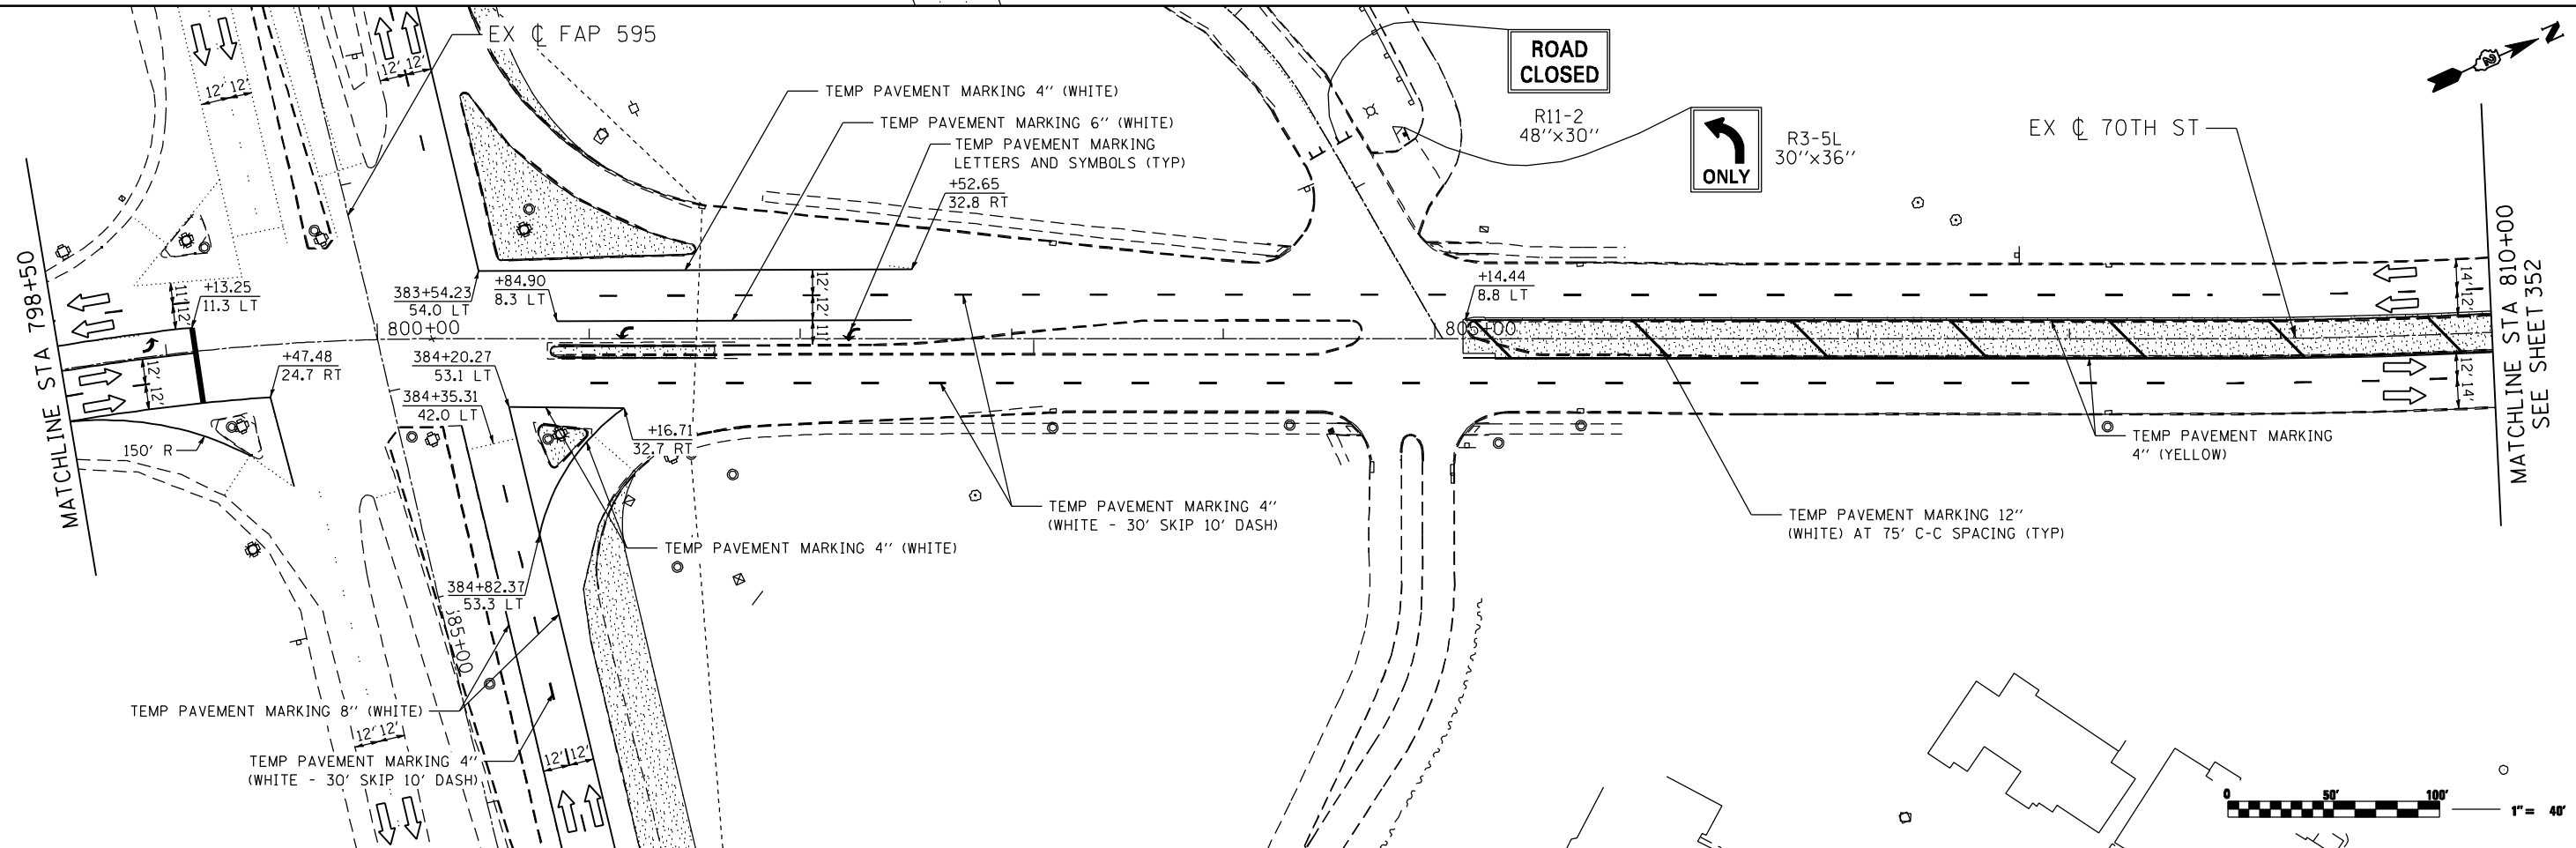 EX ℄ FAP 595
ROAD
CLOSED
R11-2
48"x30"
ONLY
R3-5L
30"x36"
EX ℄ 70TH ST
N
12' 12'
12' 12'
TEMP PAVEMENT MARKING 4" (WHITE)
TEMP PAVEMENT MARKING 6" (WHITE)
TEMP PAVEMENT MARKING
LETTERS AND SYMBOLS (TYP)
+52.65
32.8 RT
MATCHLINE STA 798+50
+13.25
11.3 LT
11' 12'
383+54.23
54.0 LT
+84.90
8.3 LT
12' 12' 11'
+14.44
8.8 LT
14' 12'
800+00
805+00
+47.48
24.7 RT
384+20.27
53.1 LT
384+35.31
42.0 LT
12' 12'
12' 14'
MATCHLINE STA 810+00
SEE SHEET 352
150' R
+16.71
32.7 RT
TEMP PAVEMENT MARKING
4" (YELLOW)
TEMP PAVEMENT MARKING 4"
(WHITE - 30' SKIP 10' DASH)
TEMP PAVEMENT MARKING 12"
(WHITE) AT 75' C-C SPACING (TYP)
TEMP PAVEMENT MARKING 4" (WHITE)
384+82.37
53.3 LT
385+00
TEMP PAVEMENT MARKING 8" (WHITE)
12' 12'
TEMP PAVEMENT MARKING 4"
(WHITE - 30' SKIP 10' DASH)
12' 12'
0 50' 100'
1" = 40'